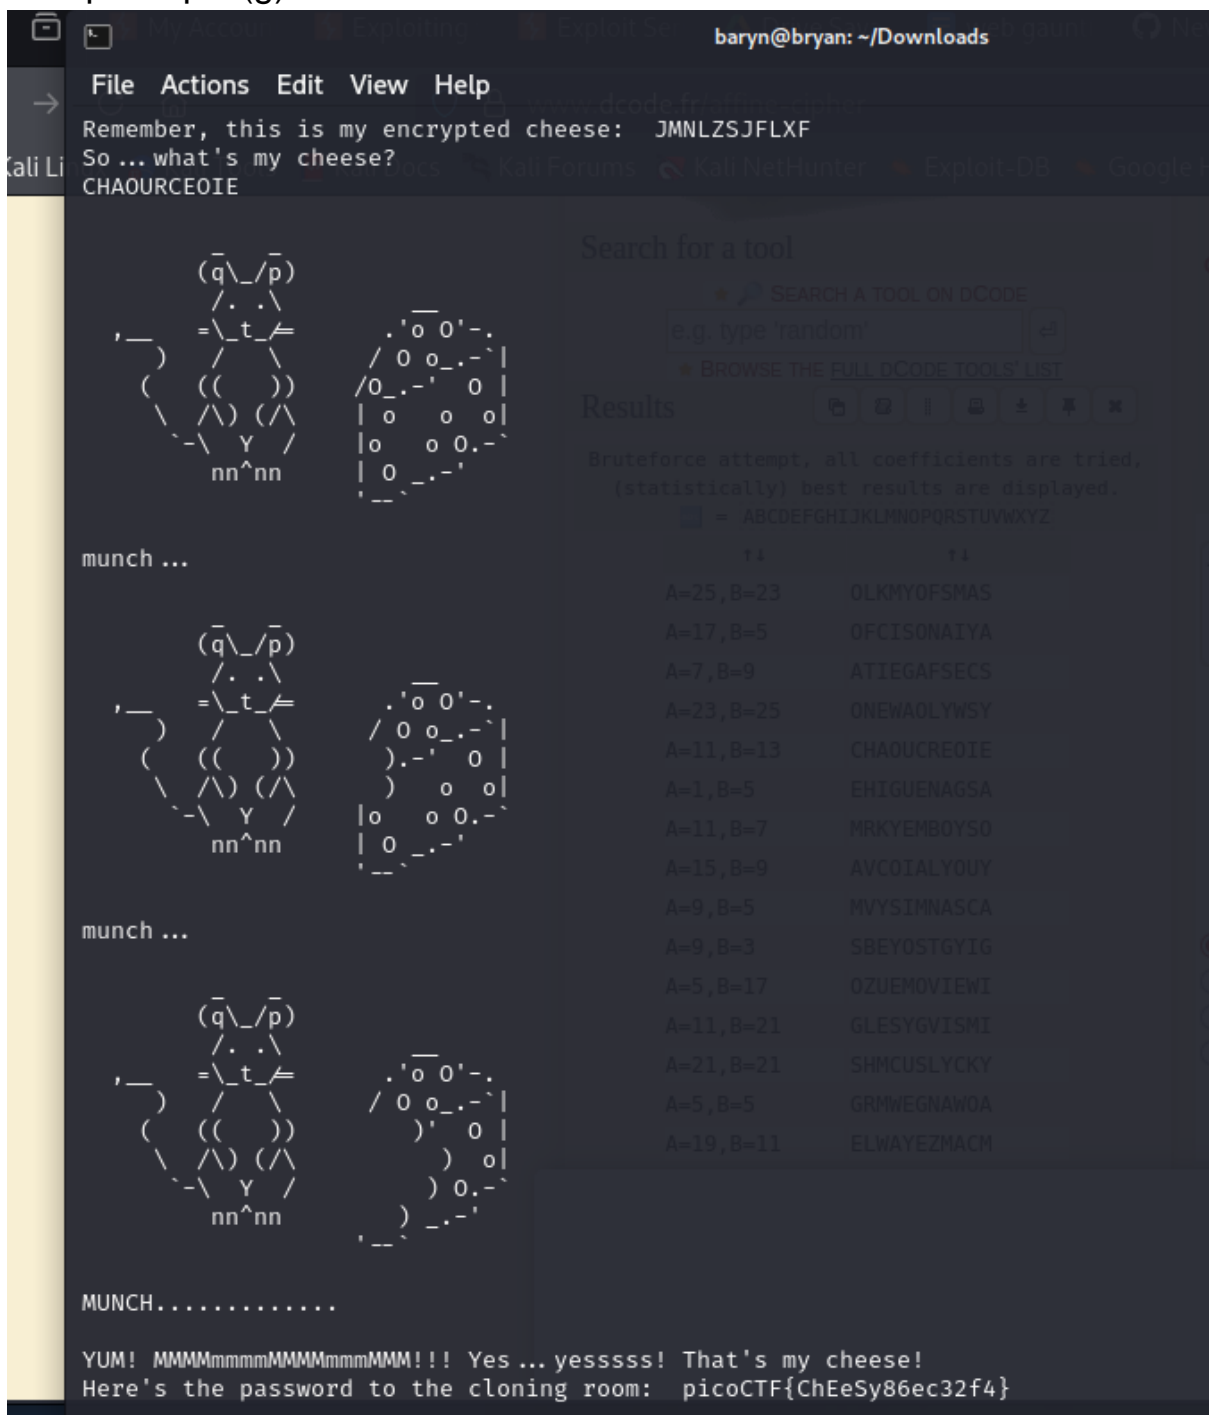 baryn@bryan: ~/Downloads
File Actions Edit View Help
Remember, this is my encrypted cheese:  JMNLZSJFLXF
So...what's my cheese?
CHAOURCEOIE
Search for a tool
SEARCH A TOOL ON DCODE
e.g. type 'random'
BROWSE THE FULL DCODE TOOLS' LIST
Results
Bruteforce attempt, all coefficients are tried,
(statistically) best results are displayed.
= ABCDEFGHIJKLMNOPQRSTUVWXYZ
↑↓ ↑↓
munch...
A=25,B=23 OLKMYOFSMAS
A=17,B=5 OFCISONAIYA
A=7,B=9 ATIEGAFSECS
A=23,B=25 ONEWAOLYWSY
A=11,B=13 CHAOUCREOIE
A=1,B=5 EHIGUENAGSA
A=11,B=7 MRKYEMBOYSO
A=15,B=9 AVCOIALYOUY
A=9,B=5 MVYSIMNASCA
munch...
A=9,B=3 SBEYOSTGYIG
A=5,B=17 OZUEMOVIEWI
A=11,B=21 GLESYGVISMI
A=21,B=21 SHMCUSLYCKY
A=5,B=5 GRMWEGNAWOA
A=19,B=11 ELWAYEZMACM
MUNCH.............
YUM! MMMMmmmmMMMMmmmMMM!!! Yes...yesssss! That's my cheese!
Here's the password to the cloning room:  picoCTF{ChEeSy86ec32f4}